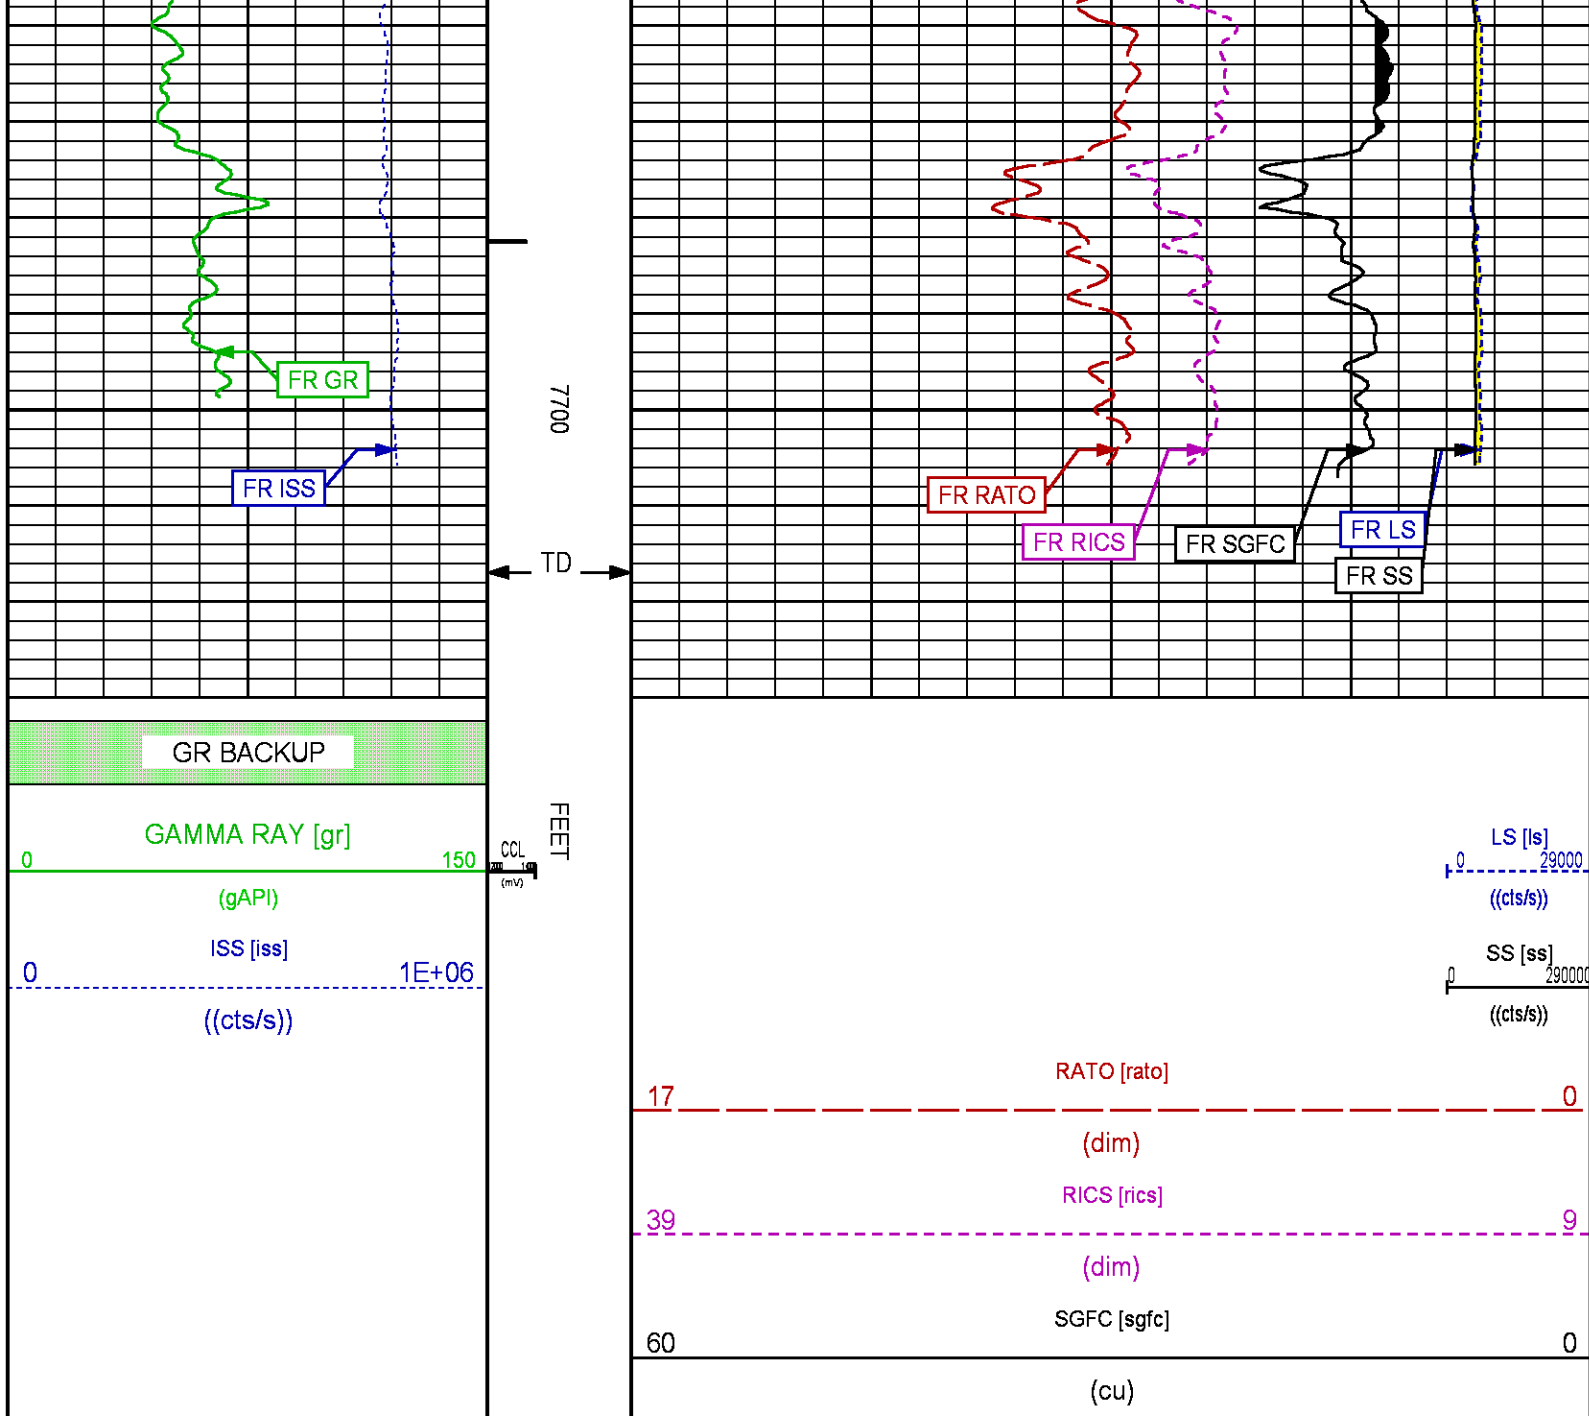 FR GR
7700
FR ISS
FR RATO
FR RICS
FR SGFC
FR LS
FR SS
TD
GR BACKUP
FEET
GAMMA RAY [gr]
0 150
(gAPI)
CCL
(mV)
ISS [iss]
0 1E+06
((cts/s))
LS [ls]
0 29000
((cts/s))
SS [ss]
0 290000
((cts/s))
RATO [rato]
17 0
(dim)
RICS [rics]
39 9
(dim)
SGFC [sgfc]
60 0
(cu)